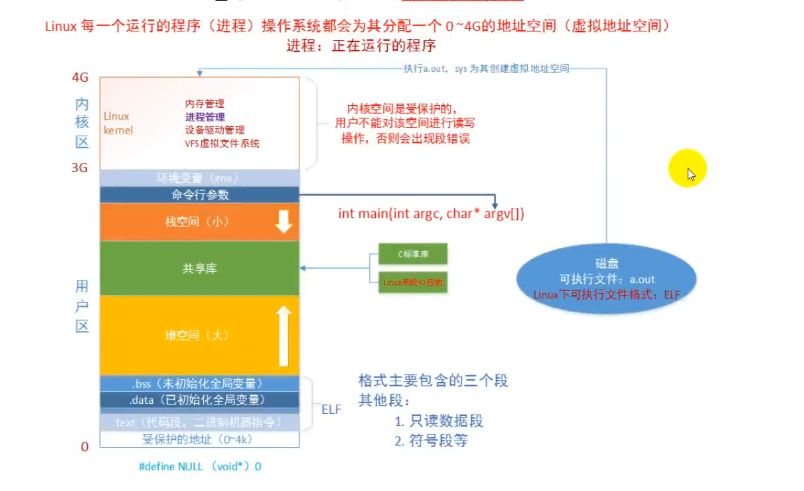 Linux 每一个运行的程序（进程）操作系统都会为其分配一个 0~4G的地址空间（虚拟地址空间）
进程：正在运行的程序
执行a.out，sys 为其创建虚拟地址空间
4G
内核区
Linux kernel
内存管理
进程管理
设备驱动管理
VFS虚拟文件系统
内核空间是受保护的，
用户不能对该空间进行读写
操作，否则会出现段错误
3G
环境变量（env）
命令行参数
int main(int argc, char* argv[])
栈空间（小）
共享库
C标准库
Linux系统IO函数
磁盘
可执行文件：a.out
Linux下可执行文件格式：ELF
用户区
堆空间（大）
.bss（未初始化全局变量）
.data（已初始化全局变量）
.text（代码段、二进制机器指令）
ELF
格式主要包含的三个段
其他段：
1. 只读数据段
2. 符号段等
受保护的地址（0~4k）
0
#define NULL （void*）0